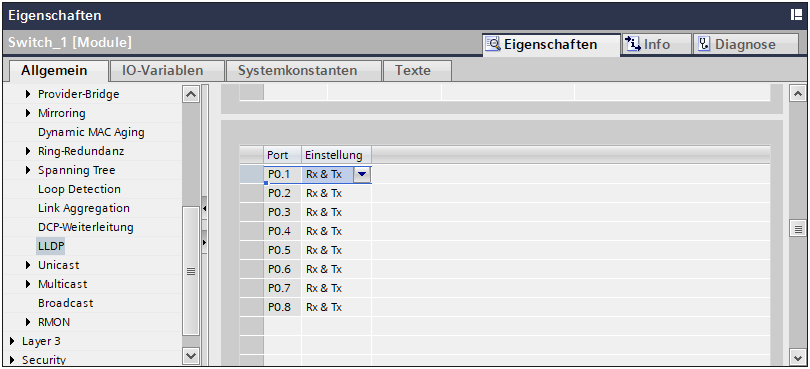 Eigenschaften
Switch_1 [Module]
Eigenschaften Info Diagnose
Allgemein IO-Variablen Systemkonstanten Texte
Provider-Bridge
Mirroring
Dynamic MAC Aging
Ring-Redundanz
Spanning Tree
Loop Detection
Link Aggregation
DCP-Weiterleitung
LLDP
Unicast
Multicast
Broadcast
RMON
Layer 3
Security
Port Einstellung
P0.1 Rx & Tx
P0.2 Rx & Tx
P0.3 Rx & Tx
P0.4 Rx & Tx
P0.5 Rx & Tx
P0.6 Rx & Tx
P0.7 Rx & Tx
P0.8 Rx & Tx